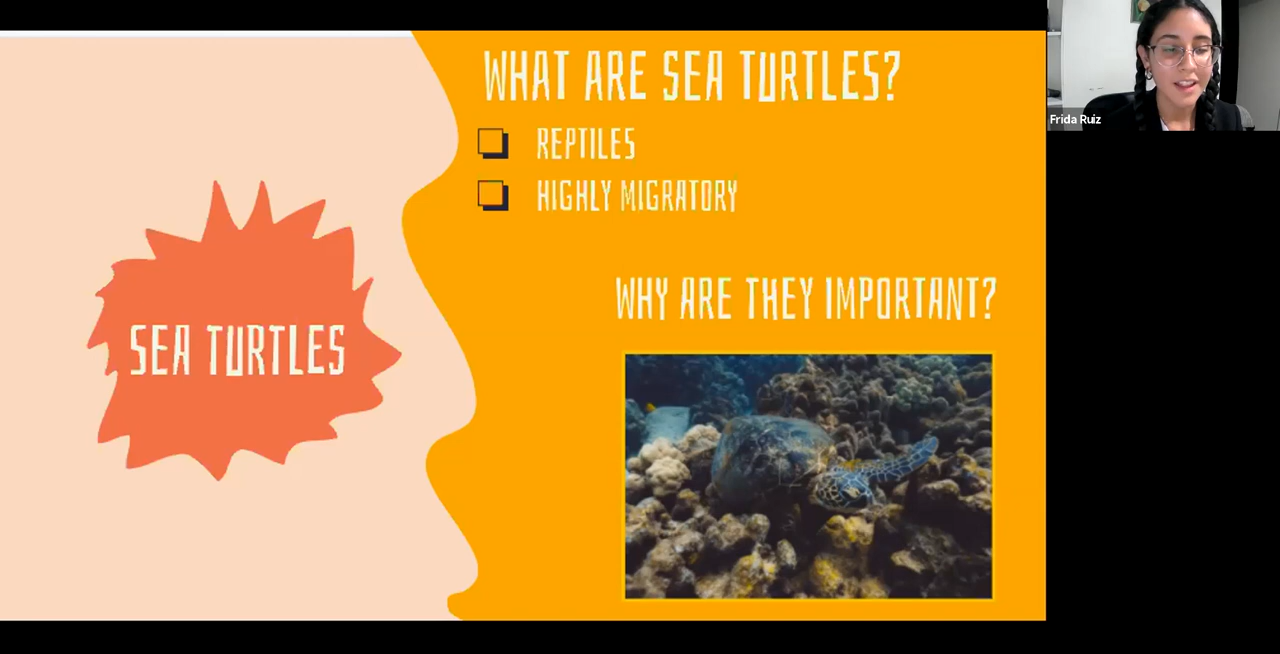 SEA TURTLES
WHAT ARE SEA TURTLES?
REPTILES
HIGHLY MIGRATORY
WHY ARE THEY IMPORTANT?
Frida Ruiz